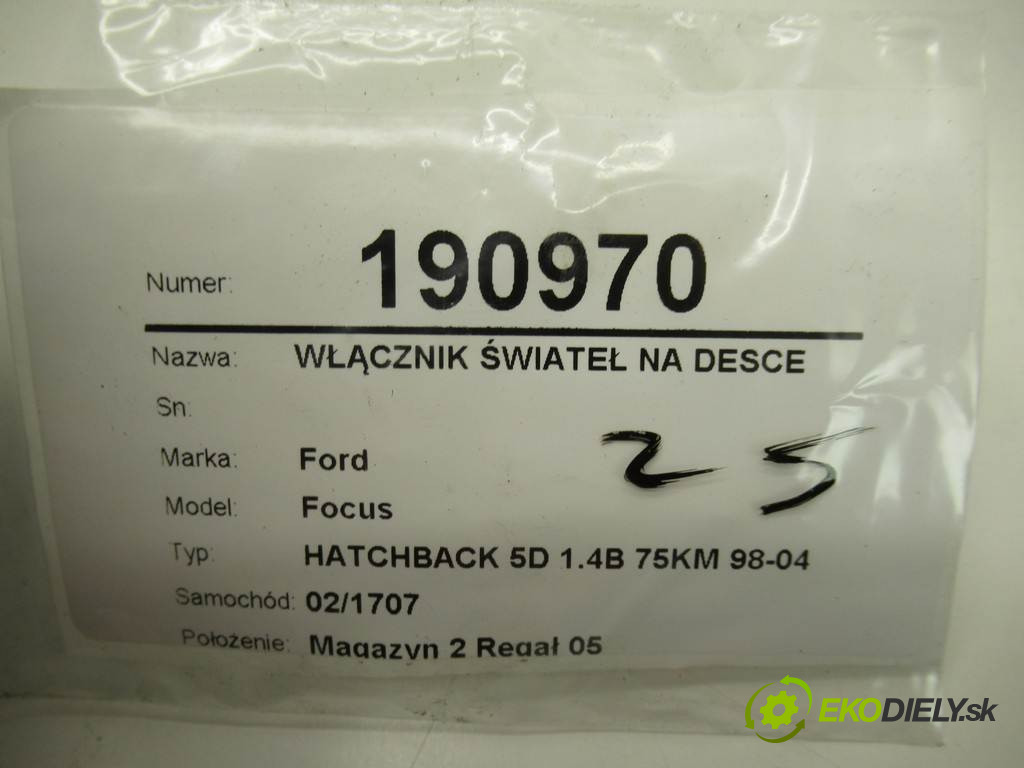 Numer: 190970
Nazwa: WŁĄCZNIK ŚWIATEŁ NA DESCE
Sn:
Marka: Ford
Model: Focus
25
Typ: HATCHBACK 5D 1.4B 75KM 98-04
Samochód: 02/1707
Położenie: Magazyn 2 Regał 05
EKODIELY.sk